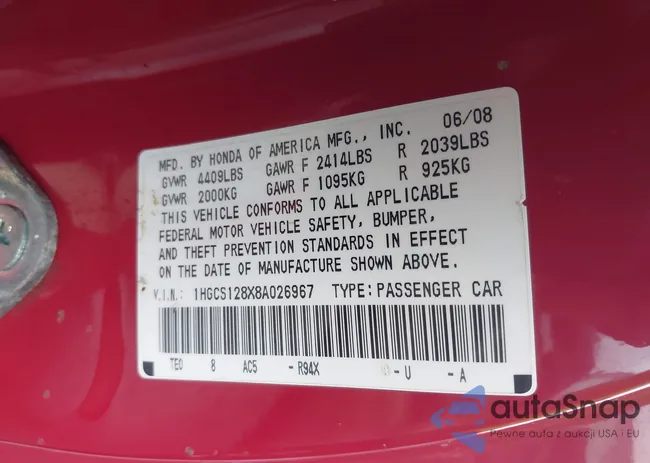 MFD. BY HONDA OF AMERICA MFG., INC. 06/08
GVWR 4409LBS GAWR F 2414LBS R 2039LBS
GVWR 2000KG GAWR F 1095KG R 925KG
THIS VEHICLE CONFORMS TO ALL APPLICABLE
FEDERAL MOTOR VEHICLE SAFETY, BUMPER,
AND THEFT PREVENTION STANDARDS IN EFFECT
ON THE DATE OF MANUFACTURE SHOWN ABOVE.
V.I.N.: 1HGCS128X8A026967 TYPE: PASSENGER CAR
TE0 8 AC5 - R94X - U - A
autaSnap
Pewne auta z aukcji USA i EU